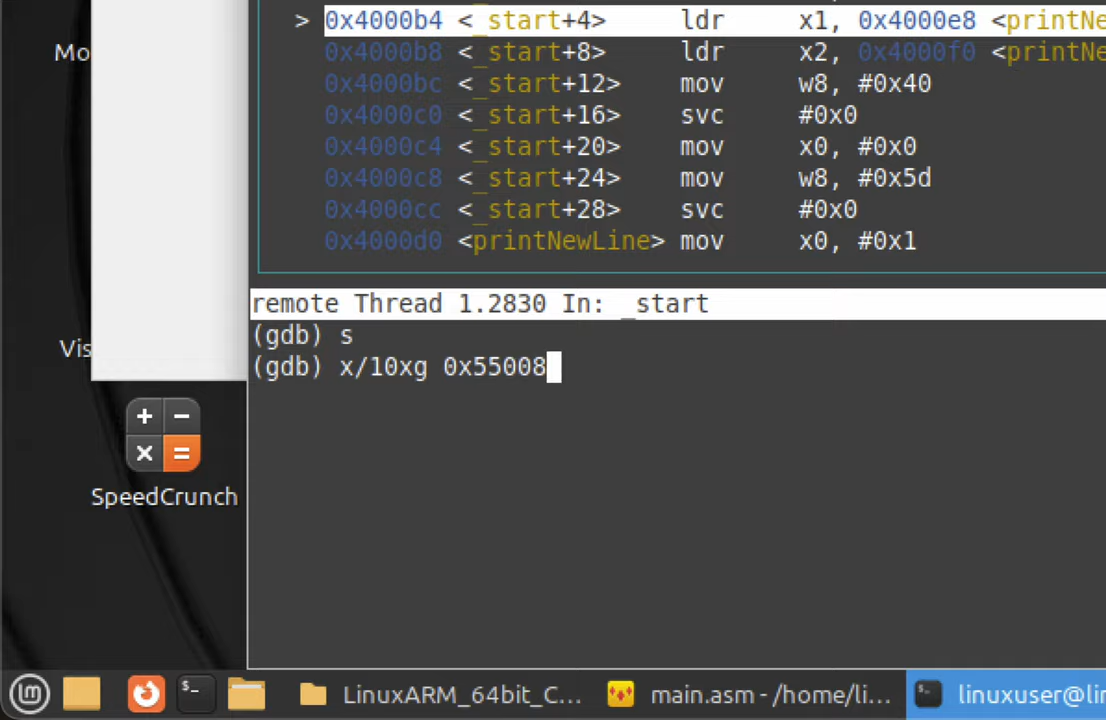 > 0x4000b4 <_start+4> ldr x1, 0x4000e8 <printNe
Mo
0x4000b8 <_start+8> ldr x2, 0x4000f0 <printNe
0x4000bc <_start+12> mov w8, #0x40
0x4000c0 <_start+16> svc #0x0
0x4000c4 <_start+20> mov x0, #0x0
0x4000c8 <_start+24> mov w8, #0x5d
0x4000cc <_start+28> svc #0x0
0x4000d0 <printNewLine> mov x0, #0x1
remote Thread 1.2830 In: _start
(gdb) s
Vis
(gdb) x/10xg 0x55008
+ −
× =
SpeedCrunch
LinuxARM_64bit_C...
main.asm - /home/li...
linuxuser@li